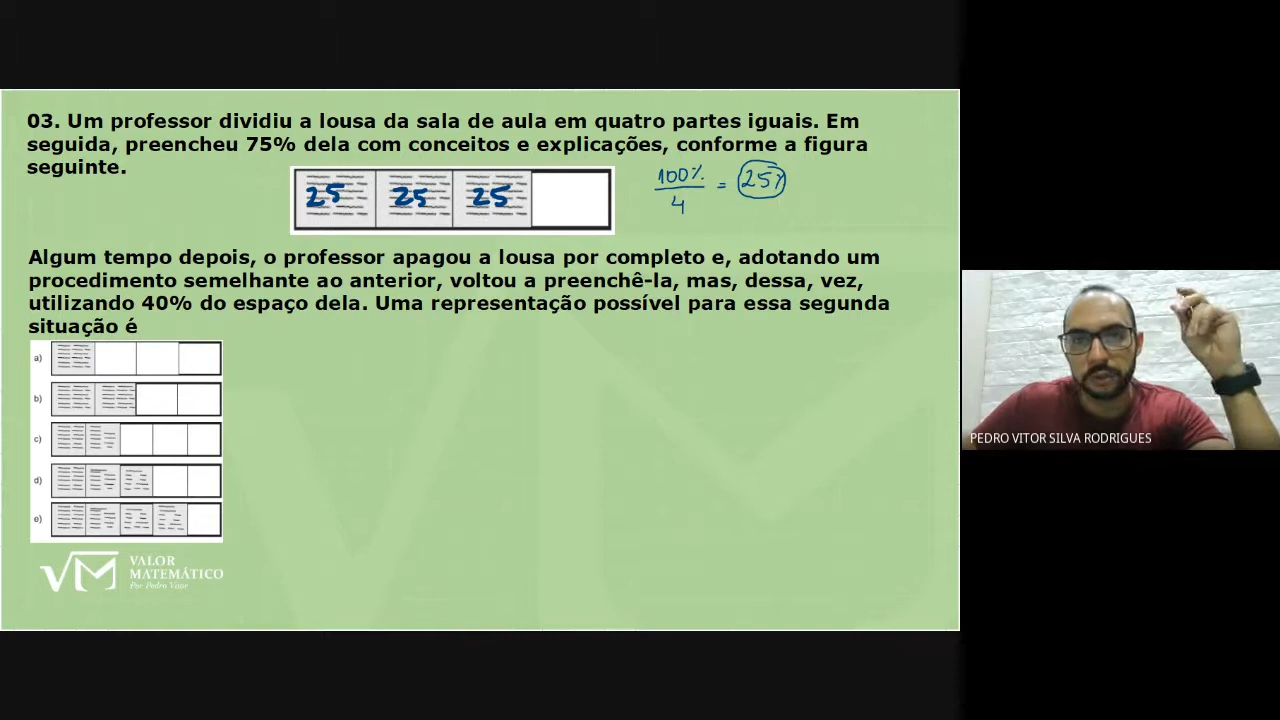 03. Um professor dividiu a lousa da sala de aula em quatro partes iguais. Em
seguida, preencheu 75% dela com conceitos e explicações, conforme a figura
seguinte.
25 25 25
100% / 4 = 25%
Algum tempo depois, o professor apagou a lousa por completo e, adotando um
procedimento semelhante ao anterior, voltou a preenchê-la, mas, dessa, vez,
utilizando 40% do espaço dela. Uma representação possível para essa segunda
situação é
a)
b)
c)
d)
e)
VALOR
MATEMÁTICO
Por Pedro Vitor
PEDRO VITOR SILVA RODRIGUES